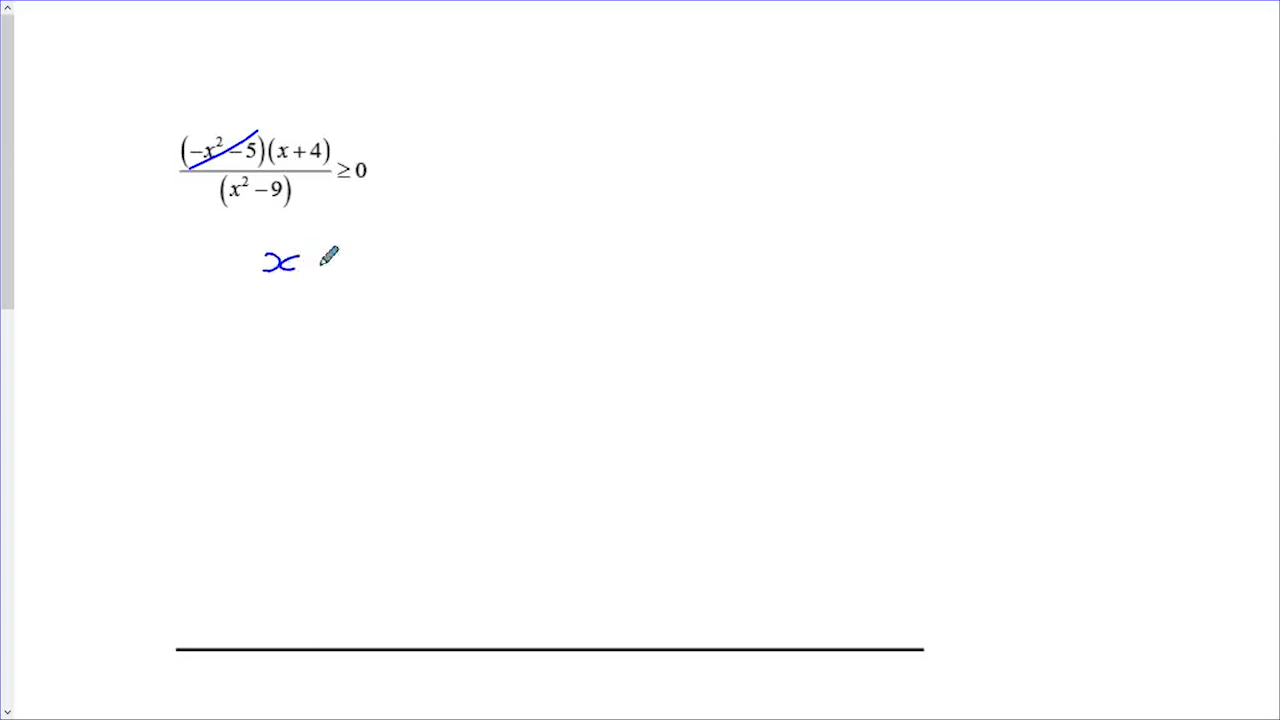 (-x² - 5)(x + 4)
(x² - 9)
≥ 0
x